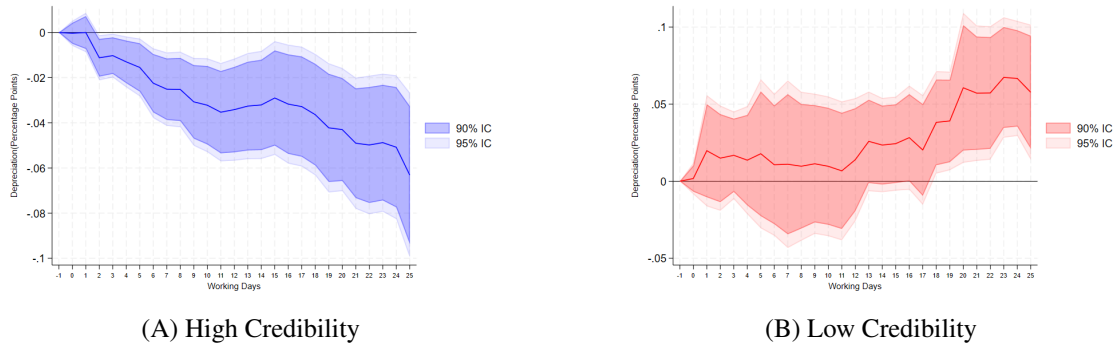 Depreciation(Percentage Points)
0
-.02
-.04
-.06
-.08
-.1
-1 0 1 2 3 4 5 6 7 8 9 10 11 12 13 14 15 16 17 18 19 20 21 22 23 24 25
Working Days
90% IC
95% IC
(A) High Credibility
Depreciation(Percentage Points)
.1
.05
0
-.05
-1 0 1 2 3 4 5 6 7 8 9 10 11 12 13 14 15 16 17 18 19 20 21 22 23 24 25
Working Days
90% IC
95% IC
(B) Low Credibility